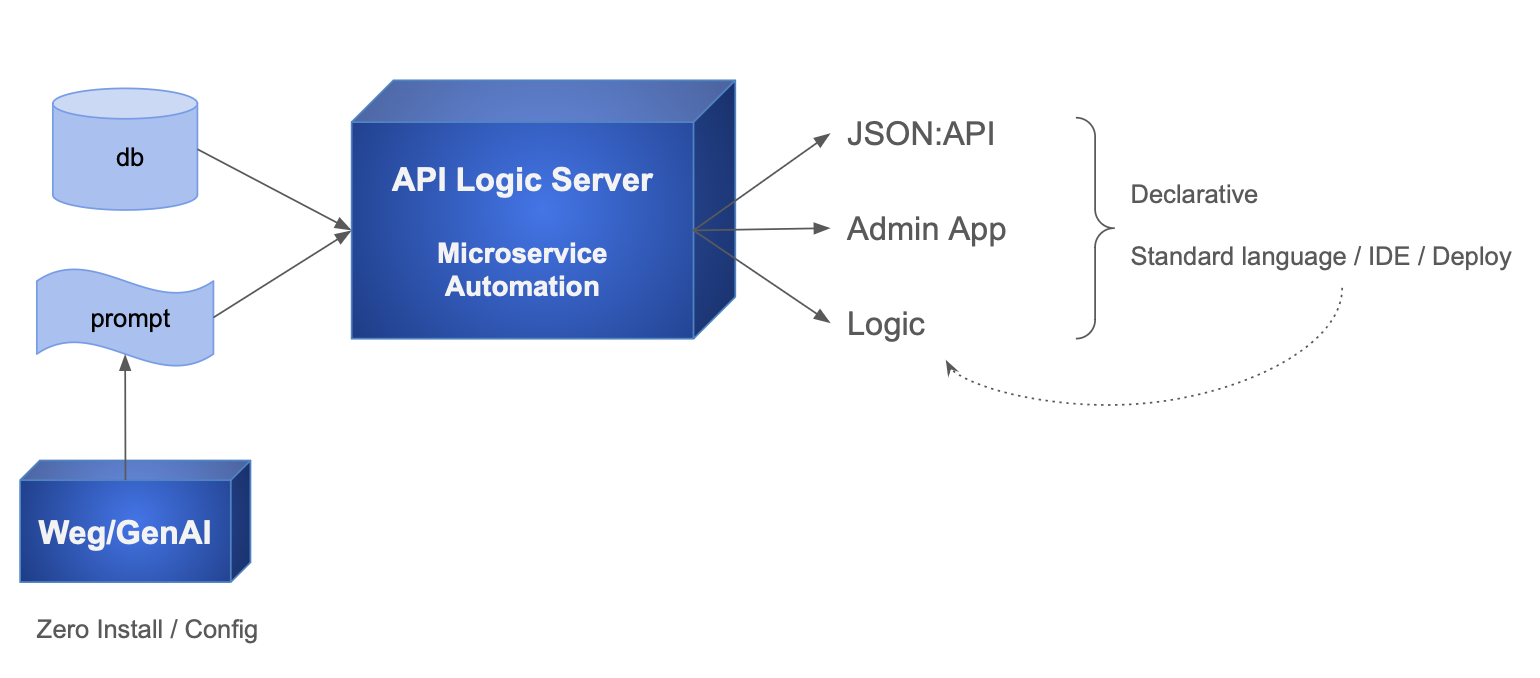 db
prompt
Weg/GenAI
Zero Install / Config
API Logic Server
Microservice
Automation
JSON:API
Admin App
Logic
Declarative
Standard language / IDE / Deploy